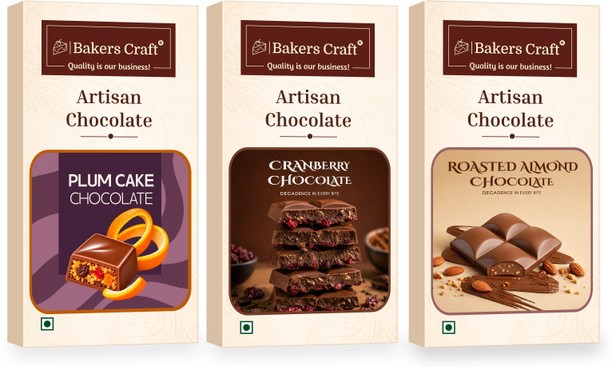 Bakers Craft®
Quality is our business!
Artisan
Chocolate
PLUM CAKE
CHOCOLATE
Bakers Craft®
Quality is our business!
Artisan
Chocolate
CRANBERRY
CHOCOLATE
DECADENCE IN EVERY BITE
Bakers Craft®
Quality is our business!
Artisan
Chocolate
ROASTED ALMOND
CHOCOLATE
DECADENCE IN EVERY BITE